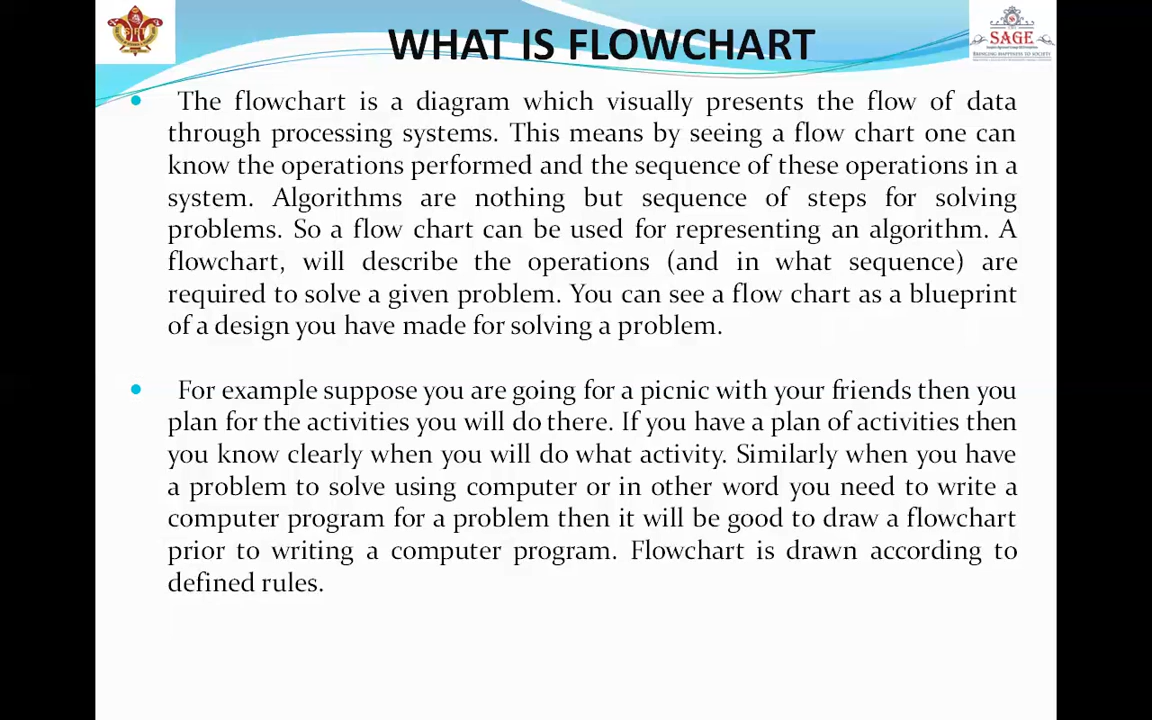 WHAT IS FLOWCHART
SAGE
The flowchart is a diagram which visually presents the flow of data
through processing systems. This means by seeing a flow chart one can
know the operations performed and the sequence of these operations in a
system. Algorithms are nothing but sequence of steps for solving
problems. So a flow chart can be used for representing an algorithm. A
flowchart, will describe the operations (and in what sequence) are
required to solve a given problem. You can see a flow chart as a blueprint
of a design you have made for solving a problem.
For example suppose you are going for a picnic with your friends then you
plan for the activities you will do there. If you have a plan of activities then
you know clearly when you will do what activity. Similarly when you have
a problem to solve using computer or in other word you need to write a
computer program for a problem then it will be good to draw a flowchart
prior to writing a computer program. Flowchart is drawn according to
defined rules.